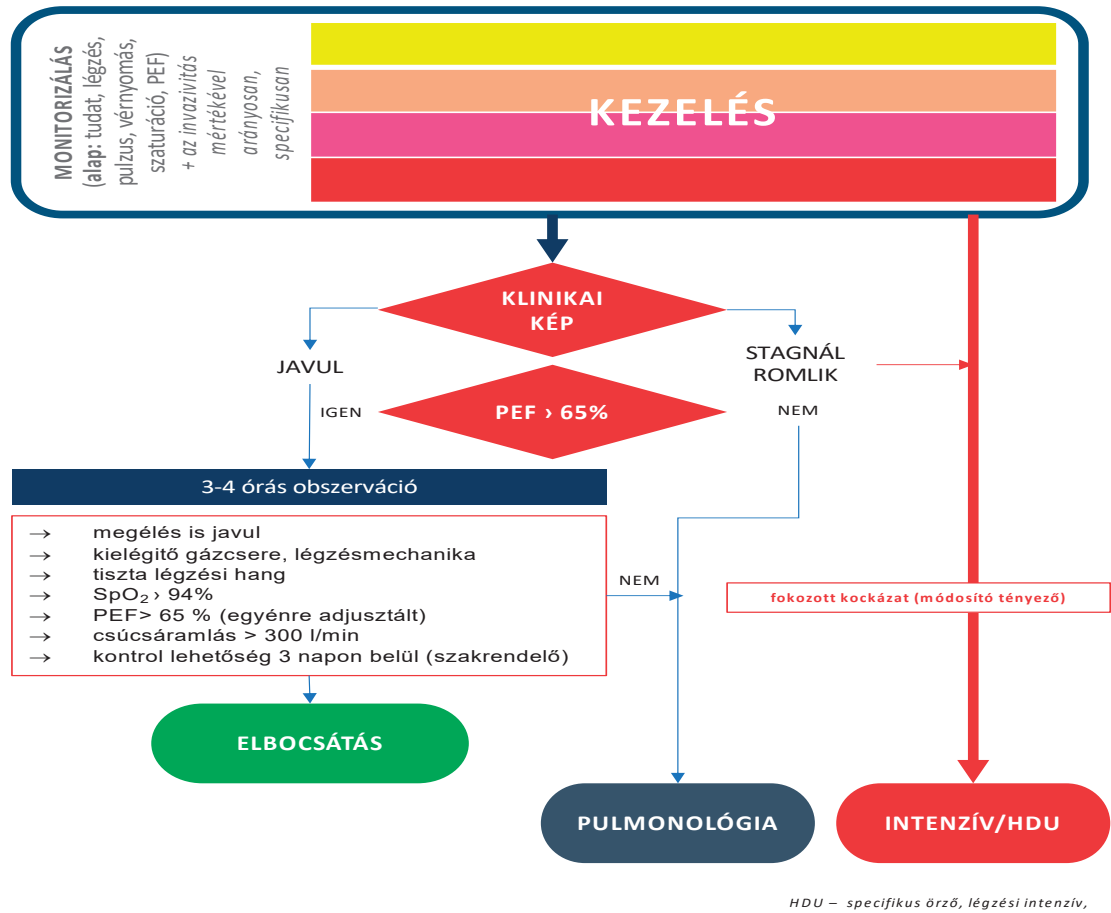 MONITORIZÁLÁS
(alap: tudat, légzés,
pulzus, vérnyomás,
szaturáció, PEF)
+ az invazivitás
mértékével
arányosan,
specifikusan
KEZELÉS
KLINIKAI
KÉP
JAVUL
STAGNÁL
ROMLIK
IGEN
PEF › 65%
NEM
3-4 órás obszerváció
→ megélés is javul
→ kielégitő gázcsere, légzésmechanika
→ tiszta légzési hang
→ SpO₂ › 94%
→ PEF> 65 % (egyénre adjusztált)
→ csúcsáramlás > 300 l/min
→ kontrol lehetőség 3 napon belül (szakrendelő)
NEM
fokozott kockázat (módosító tényező)
ELBOCSÁTÁS
PULMONOLÓGIA
INTENZÍV/HDU
HDU – specifikus örző, légzési intenzív,